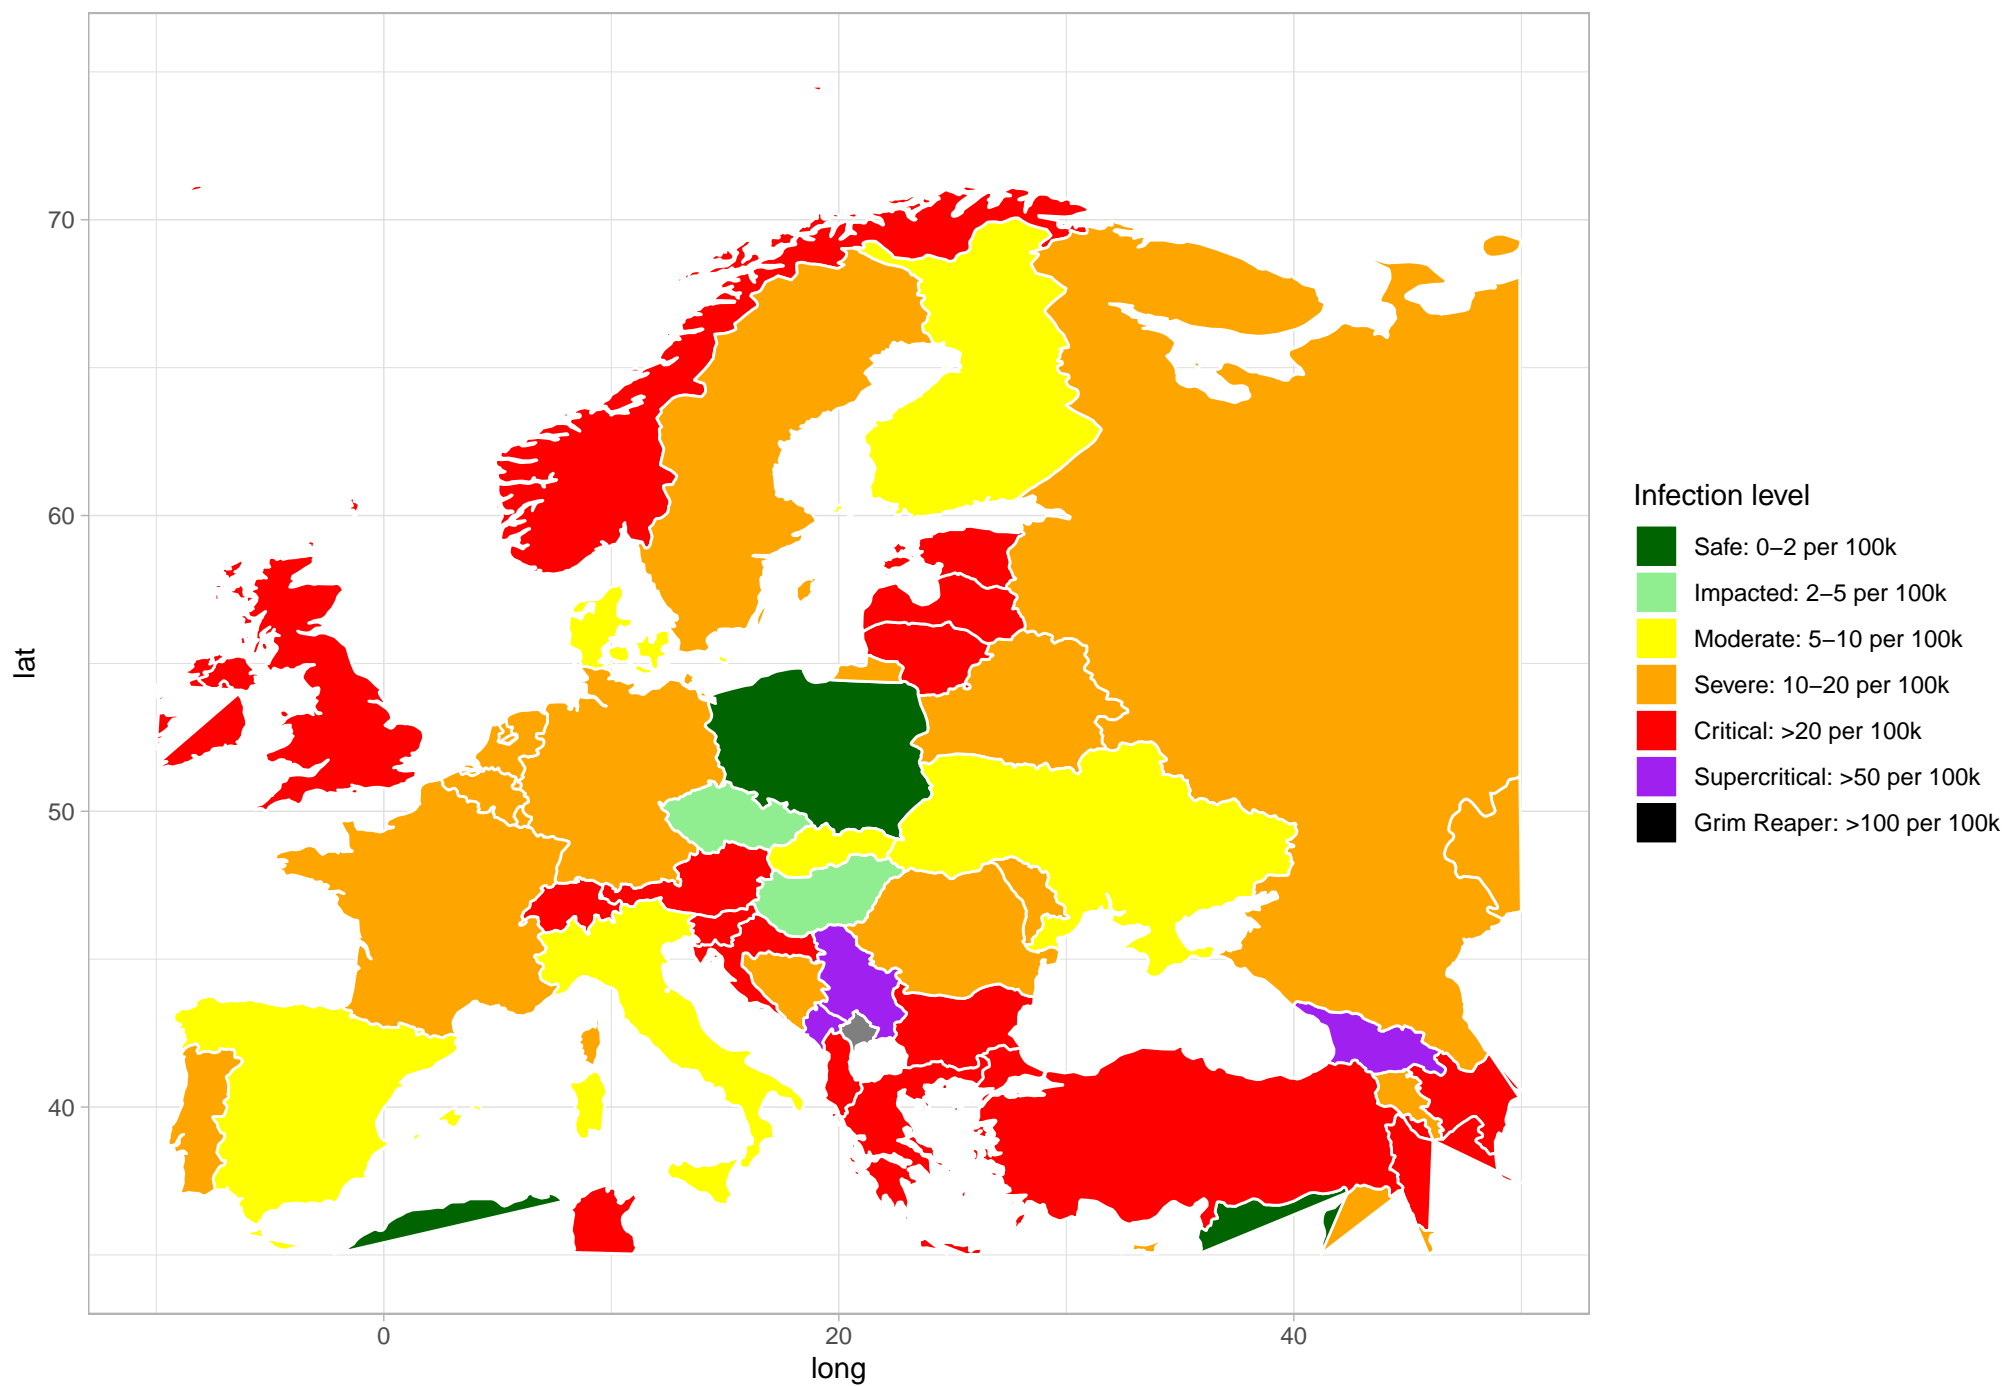 70
60
50
40
lat
0
20
40
long
Infection level
Safe: 0−2 per 100k
Impacted: 2−5 per 100k
Moderate: 5−10 per 100k
Severe: 10−20 per 100k
Critical: >20 per 100k
Supercritical: >50 per 100k
Grim Reaper: >100 per 100k